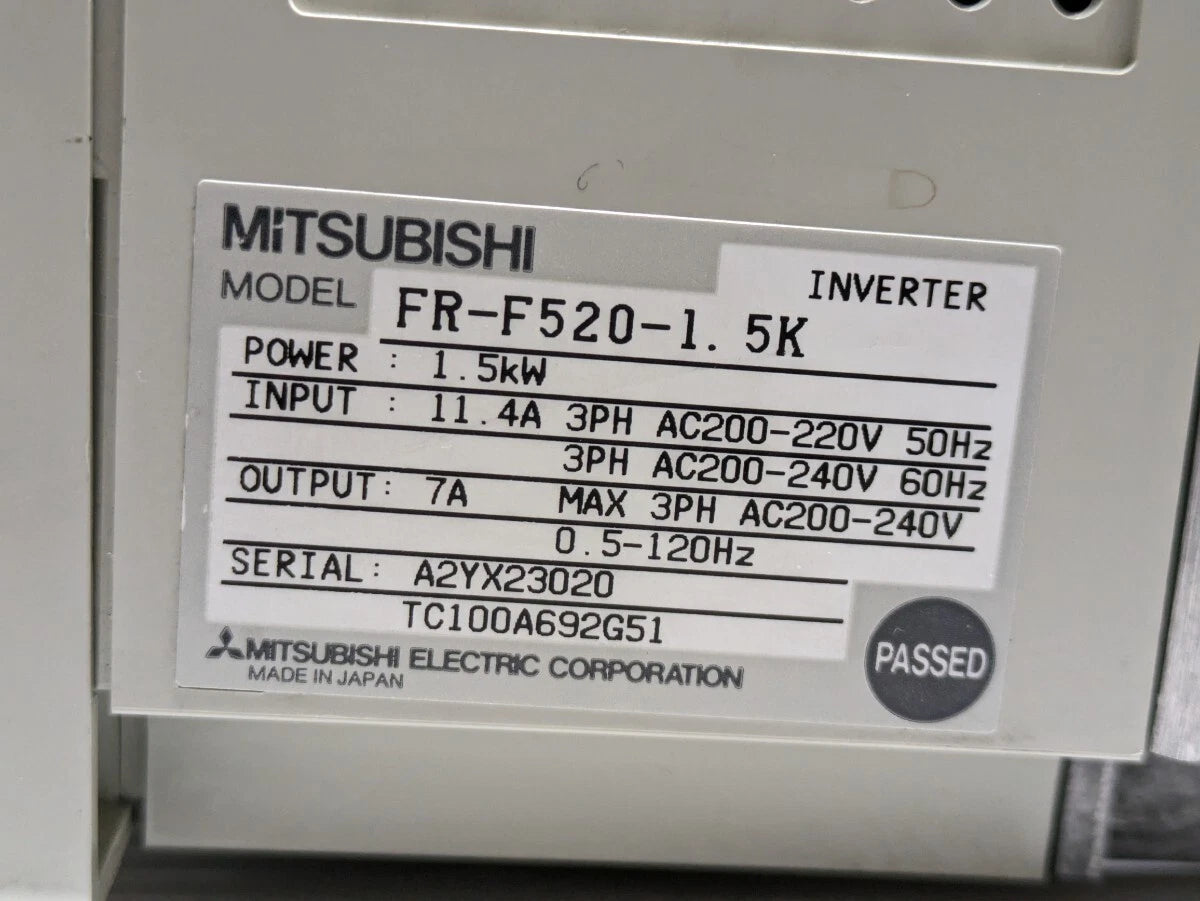 MITSUBISHI
INVERTER
MODEL FR-F520-1.5K
POWER : 1.5kW
INPUT : 11.4A 3PH AC200-220V 50Hz
3PH AC200-240V 60Hz
OUTPUT: 7A MAX 3PH AC200-240V
0.5-120Hz
SERIAL: A2YX23020
TC100A692G51
PASSED
MITSUBISHI ELECTRIC CORPORATION
MADE IN JAPAN